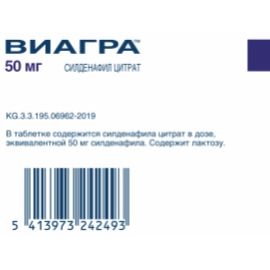 ВИАГРА™
50 мг СИЛДЕНАФИЛ ЦИТРАТ
KG.3.3.195.06962-2019
В таблетке содержится силденафила цитрат в дозе,
эквивалентной 50 мг силденафила. Содержит лактозу.
5 413973 242493